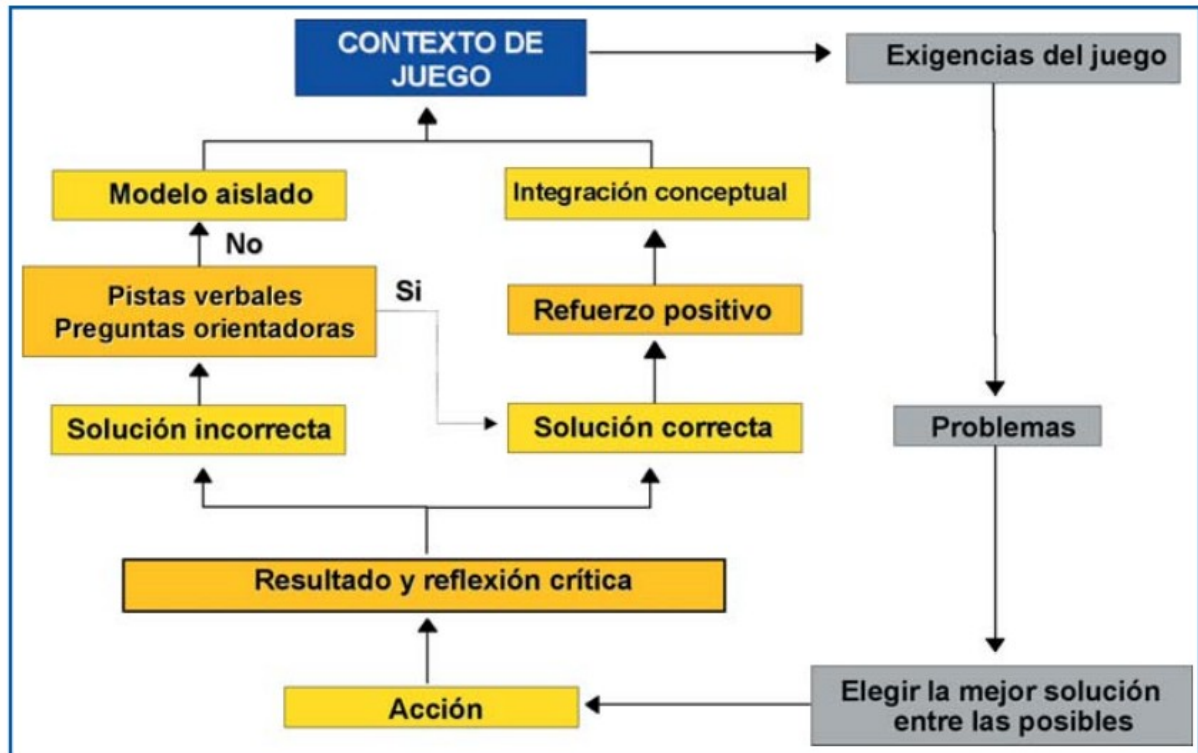 CONTEXTO DE
JUEGO
Exigencias del juego
Modelo aislado
Integración conceptual
No
Pistas verbales
Preguntas orientadoras
Si
Refuerzo positivo
Solución incorrecta
Solución correcta
Problemas
Resultado y reflexión crítica
Acción
Elegir la mejor solución
entre las posibles